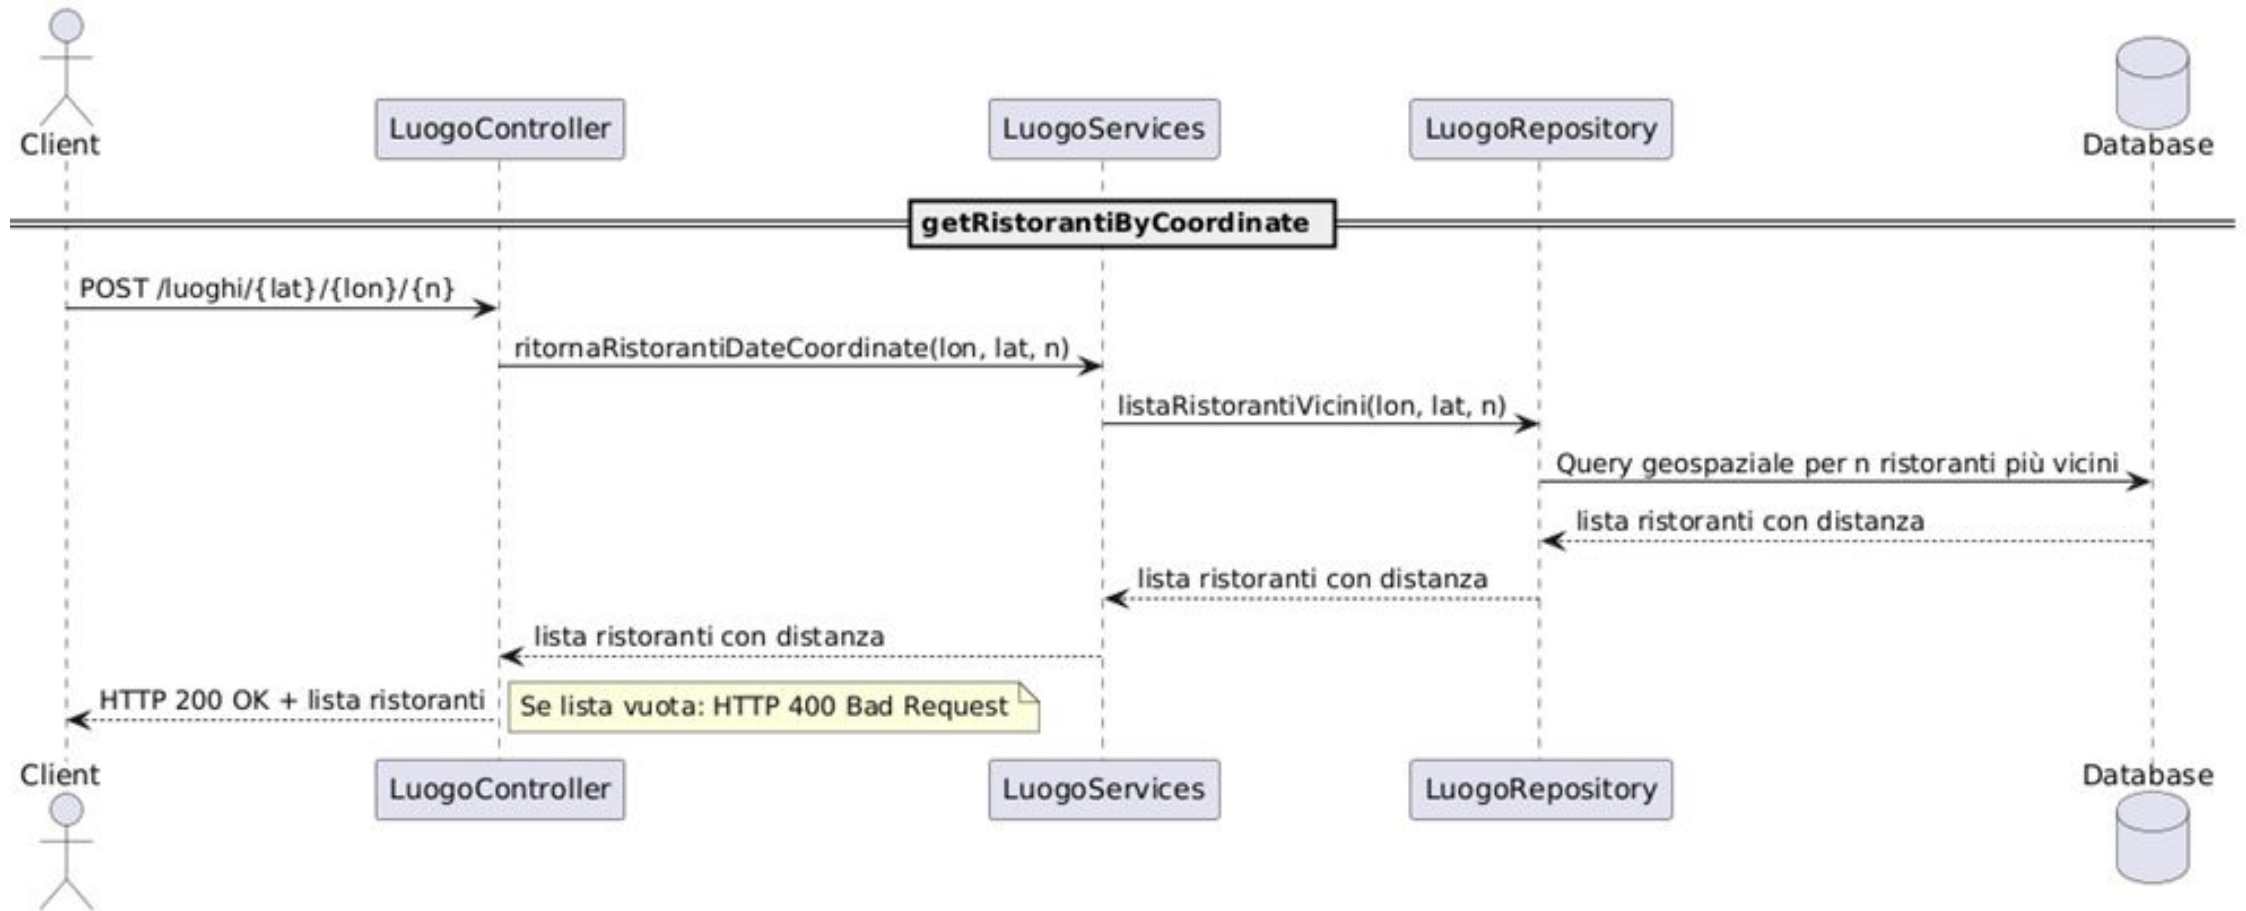 Client
LuogoController
LuogoServices
LuogoRepository
Database
getRistorantiByCoordinate
POST /luoghi/{lat}/{lon}/{n}
ritornaRistorantiDateCoordinate(lon, lat, n)
listaRistorantiVicini(lon, lat, n)
Query geospaziale per n ristoranti più vicini
lista ristoranti con distanza
lista ristoranti con distanza
lista ristoranti con distanza
HTTP 200 OK + lista ristoranti
Se lista vuota: HTTP 400 Bad Request
Client
LuogoController
LuogoServices
LuogoRepository
Database